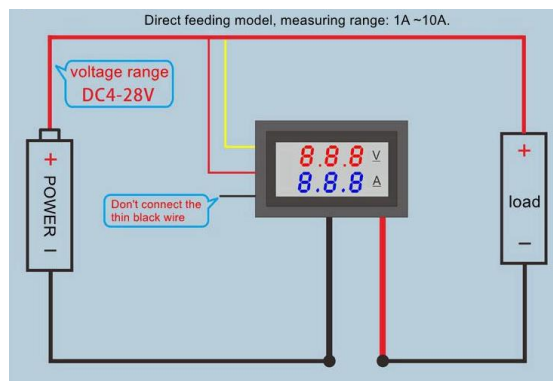 Direct feeding model, measuring range: 1A ~10A.
voltage range
DC4-28V
+
POWER
—
8.8.8 V
8.8.8 A
Don't connect the
thin black wire
+
load
—